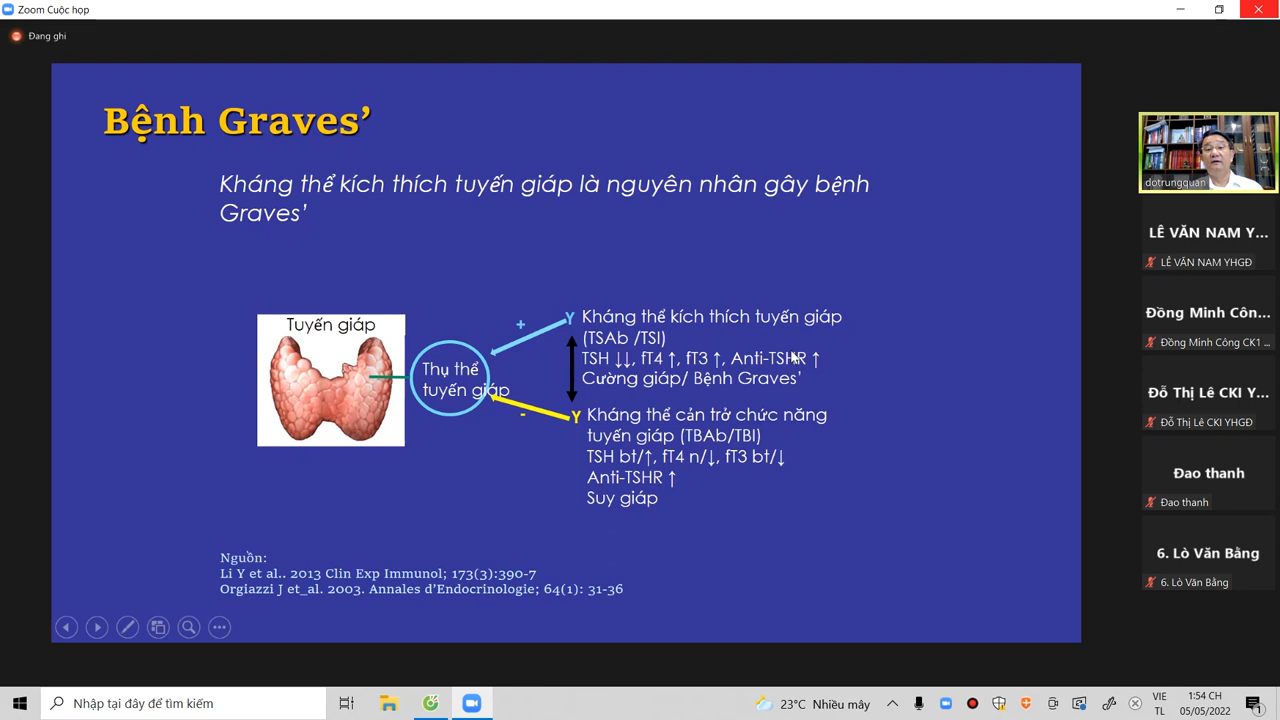 Zoom Cuộc họp
Đang ghi
Bệnh Graves’
Kháng thể kích thích tuyến giáp là nguyên nhân gây bệnh
Graves’
Tuyến giáp
Thụ thể
tuyến giáp
+
Y Kháng thể kích thích tuyến giáp
(TSAb /TSI)
TSH ↓↓, fT4 ↑, fT3 ↑, Anti-TSHR ↑
Cường giáp/ Bệnh Graves’
-
Y Kháng thể cản trở chức năng
tuyến giáp (TBAb/TBI)
TSH bt/↑, fT4 n/↓, fT3 bt/↓
Anti-TSHR ↑
Suy giáp
Nguồn:
Li Y et al.. 2013 Clin Exp Immunol; 173(3):390-7
Orgiazzi J et_al. 2003. Annales d’Endocrinologie; 64(1): 31-36
dotrungquan
LÊ VĂN NAM Y...
LÊ VĂN NAM YHGĐ
Đồng Minh Côn...
Đồng Minh Công CK1 ...
Đỗ Thị Lê CKI Y...
Đỗ Thị Lê CKI YHGĐ
Đao thanh
Đao thanh
6. Lò Văn Bằng
6. Lò Văn Bằng
Nhập tại đây để tìm kiếm
23°C Nhiều mây
VIE
TL
1:54 CH
05/05/2022
1